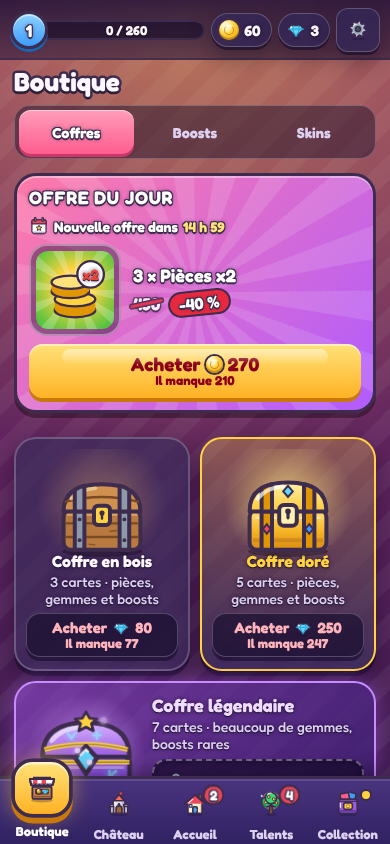 1
0 / 260
60
3
Boutique
Coffres
Boosts
Skins
OFFRE DU JOUR
Nouvelle offre dans 14 h 59
x2
3 × Pièces x2
450 -40 %
Acheter 270
Il manque 210
Coffre en bois
3 cartes · pièces,
gemmes et boosts
Acheter 80
Il manque 77
Coffre doré
5 cartes · pièces,
gemmes et boosts
Acheter 250
Il manque 247
Coffre légendaire
7 cartes · beaucoup de gemmes,
boosts rares
2
4
Boutique
Château
Accueil
Talents
Collection